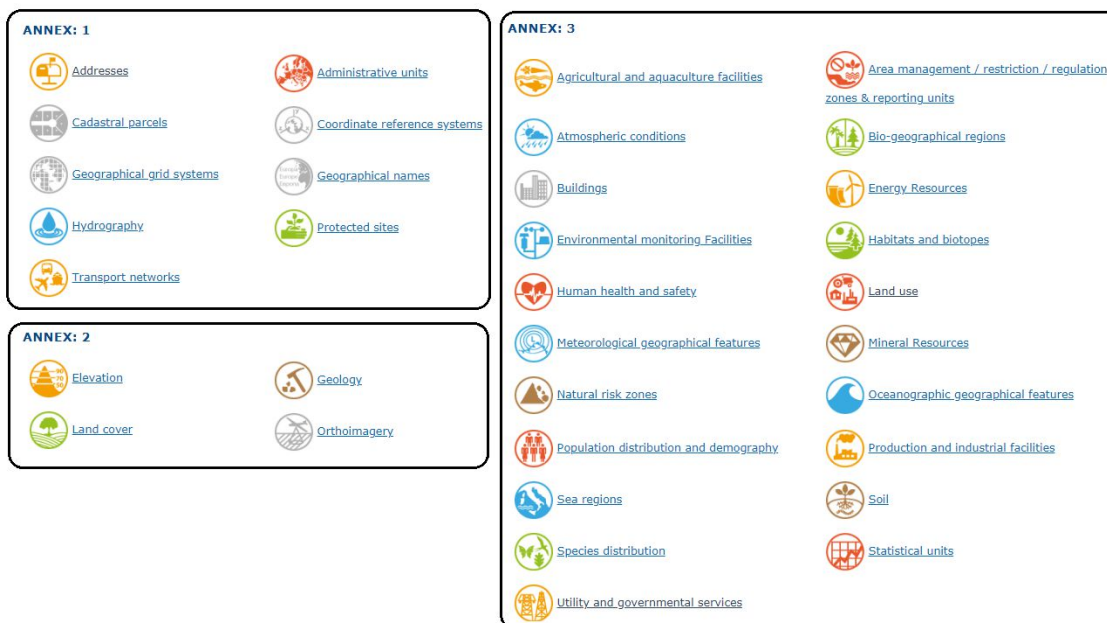 ANNEX: 1
Addresses
Administrative units
Cadastral parcels
Coordinate reference systems
Geographical grid systems
Geographical names
Hydrography
Protected sites
Transport networks
ANNEX: 2
Elevation
Geology
Land cover
Orthoimagery
ANNEX: 3
Agricultural and aquaculture facilities
Area management / restriction / regulation
zones & reporting units
Atmospheric conditions
Bio-geographical regions
Buildings
Energy Resources
Environmental monitoring Facilities
Habitats and biotopes
Human health and safety
Land use
Meteorological geographical features
Mineral Resources
Natural risk zones
Oceanographic geographical features
Population distribution and demography
Production and industrial facilities
Sea regions
Soil
Species distribution
Statistical units
Utility and governmental services